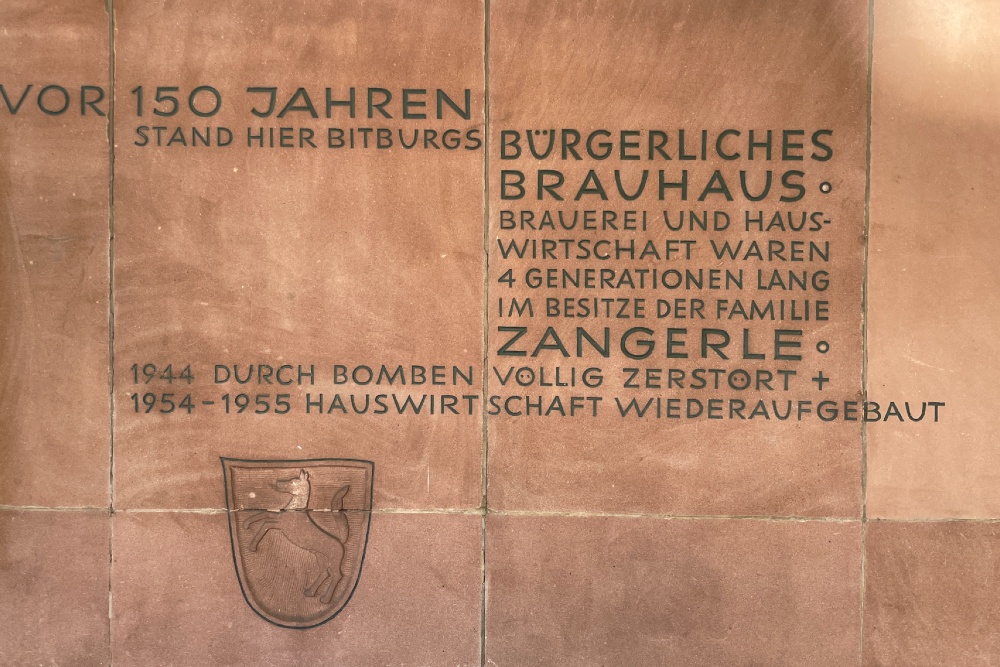 VOR 150 JAHREN
STAND HIER BITBURGS
BÜRGERLICHES
BRAUHAUS
BRAUEREI UND HAUS-
WIRTSCHAFT WAREN
4 GENERATIONEN LANG
IM BESITZE DER FAMILIE
ZANGERLE
1944 DURCH BOMBEN VÖLLIG ZERSTÖRT +
1954-1955 HAUSWIRTSCHAFT WIEDERAUFGEBAUT